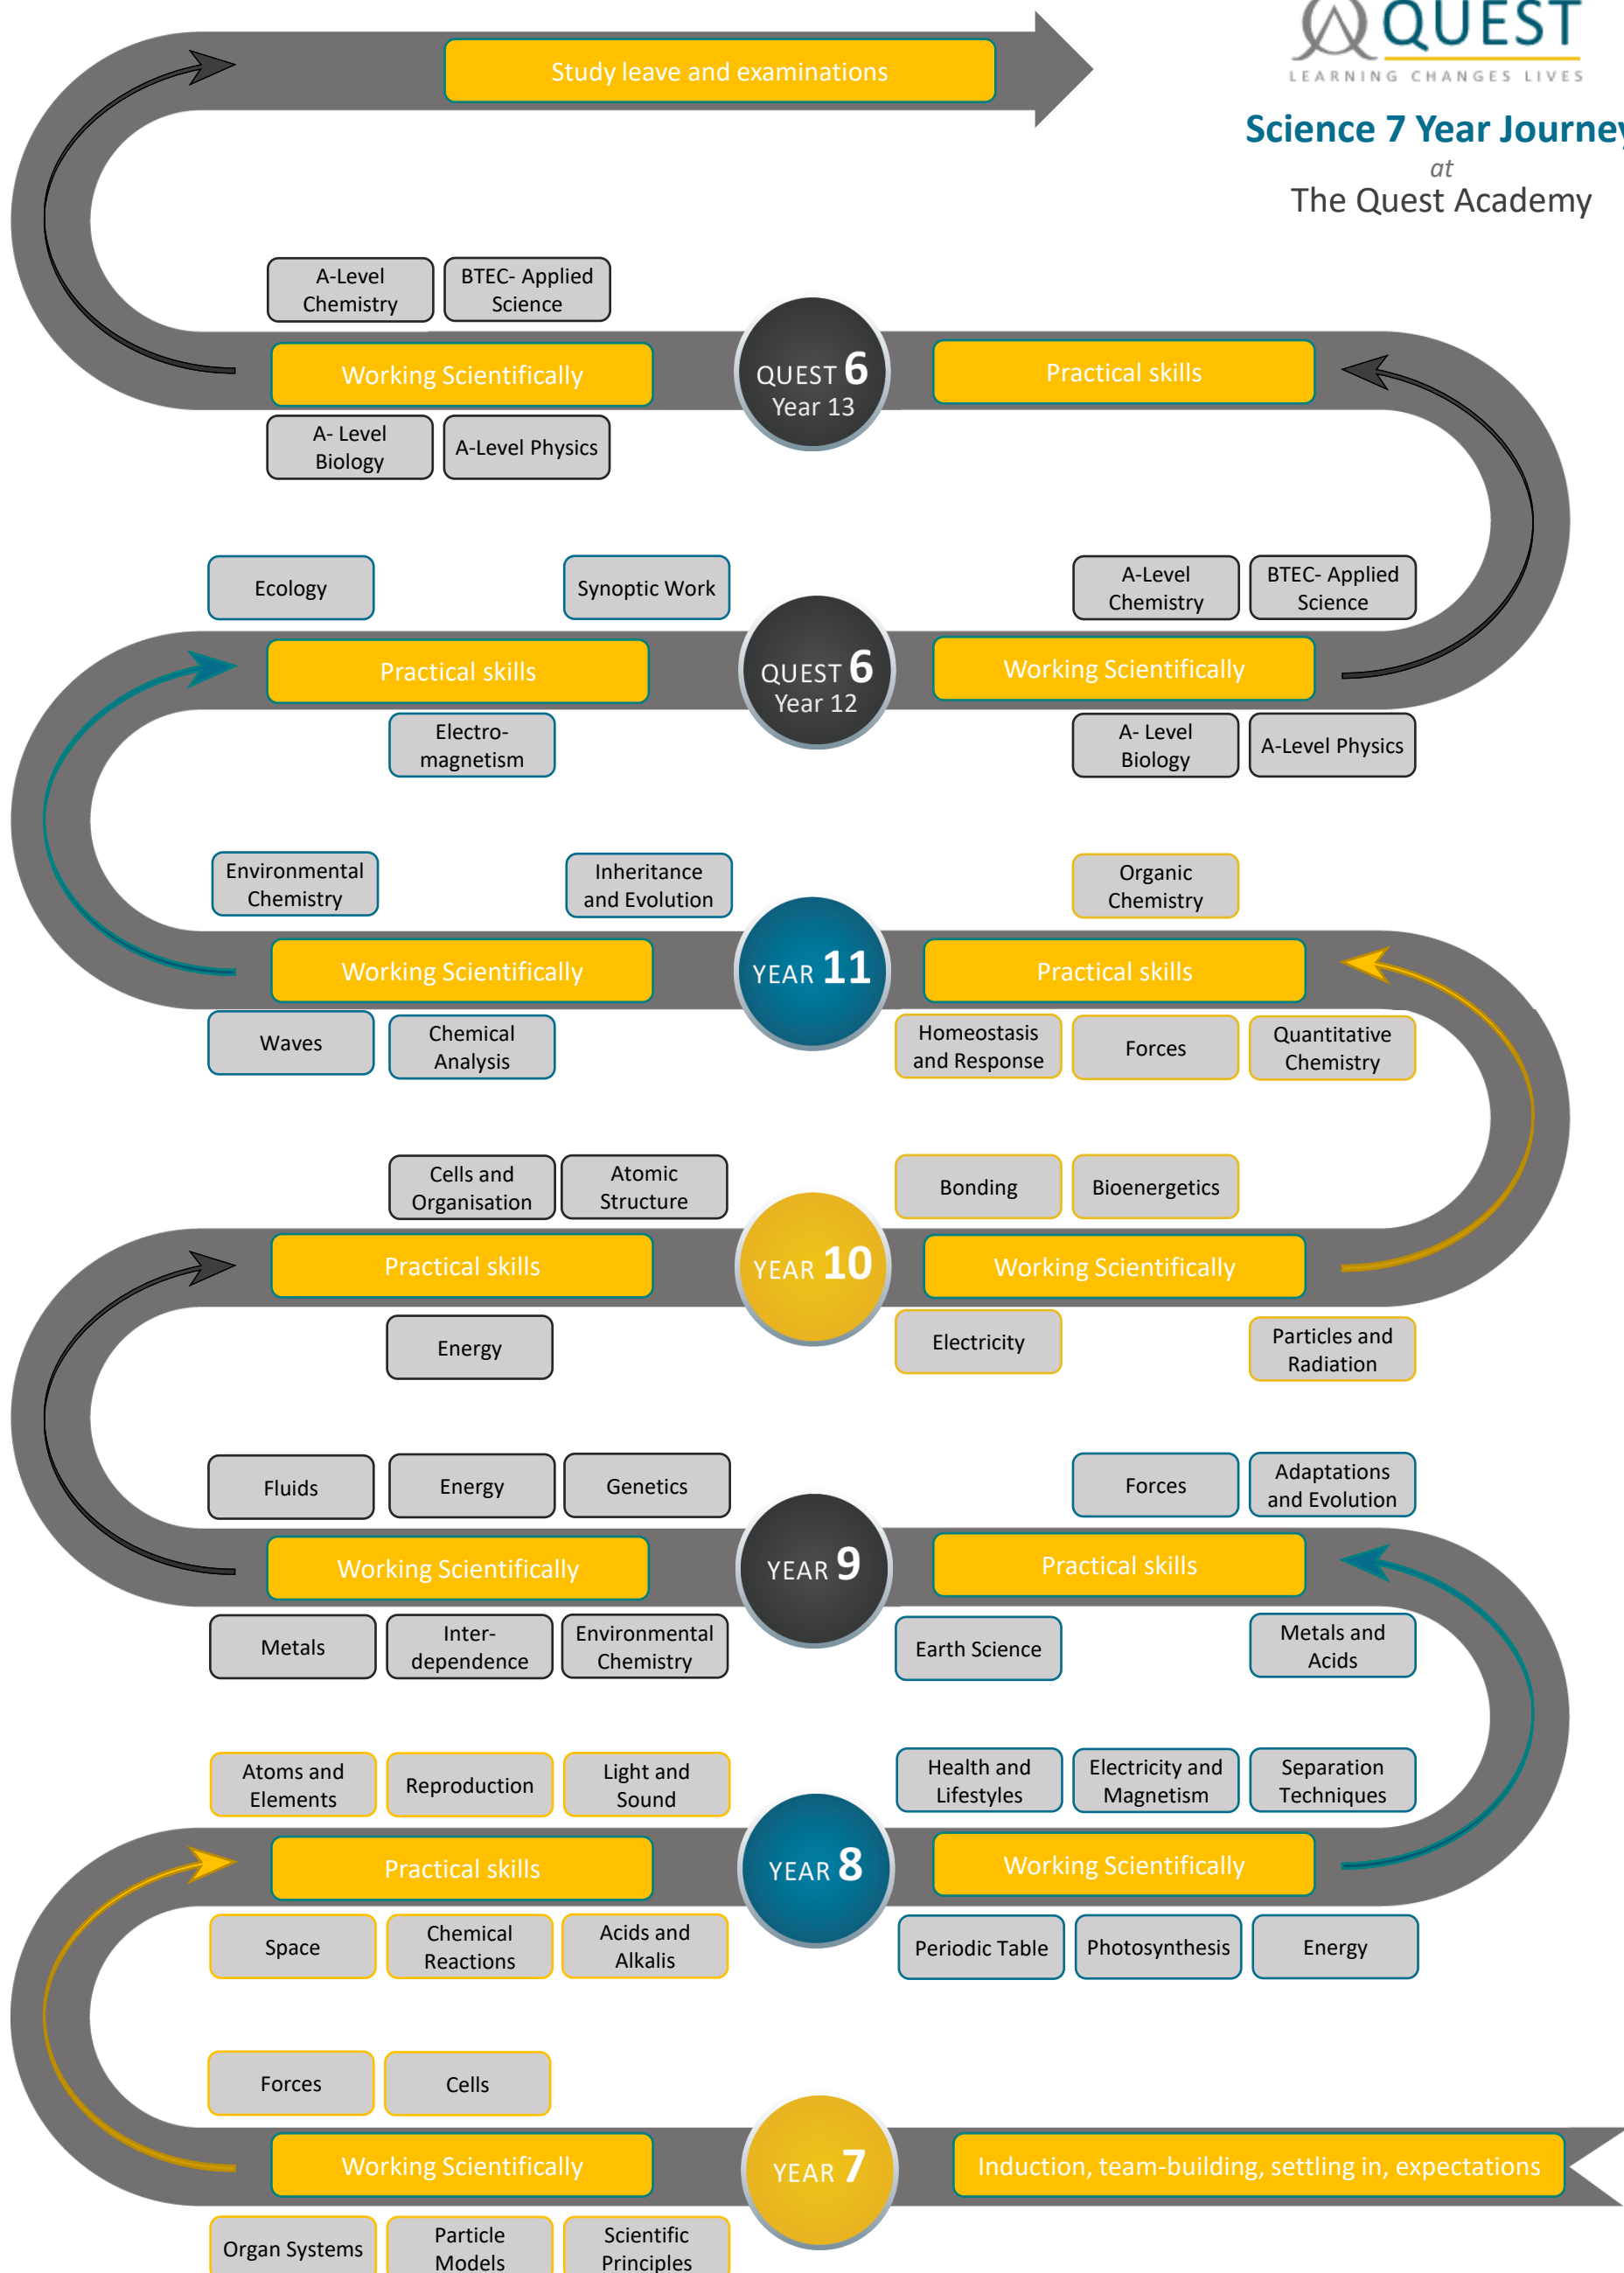 QUEST
LEARNING CHANGES LIVES
Science 7 Year Journey
at
The Quest Academy
Study leave and examinations
A-Level
Chemistry
BTEC- Applied
Science
Working Scientifically
QUEST 6
Year 13
Practical skills
A- Level
Biology
A-Level Physics
Ecology
Synoptic Work
A-Level
Chemistry
BTEC- Applied
Science
Practical skills
QUEST 6
Year 12
Working Scientifically
Electro-
magnetism
A- Level
Biology
A-Level Physics
Environmental
Chemistry
Inheritance
and Evolution
Organic
Chemistry
Working Scientifically
YEAR 11
Practical skills
Waves
Chemical
Analysis
Homeostasis
and Response
Forces
Quantitative
Chemistry
Cells and
Organisation
Atomic
Structure
Bonding
Bioenergetics
Practical skills
YEAR 10
Working Scientifically
Energy
Electricity
Particles and
Radiation
Fluids
Energy
Genetics
Forces
Adaptations
and Evolution
Working Scientifically
YEAR 9
Practical skills
Metals
Inter-
dependence
Environmental
Chemistry
Earth Science
Metals and
Acids
Atoms and
Elements
Reproduction
Light and
Sound
Health and
Lifestyles
Electricity and
Magnetism
Separation
Techniques
Practical skills
YEAR 8
Working Scientifically
Space
Chemical
Reactions
Acids and
Alkalis
Periodic Table
Photosynthesis
Energy
Forces
Cells
Working Scientifically
YEAR 7
Induction, team-building, settling in, expectations
Organ Systems
Particle
Models
Scientific
Principles